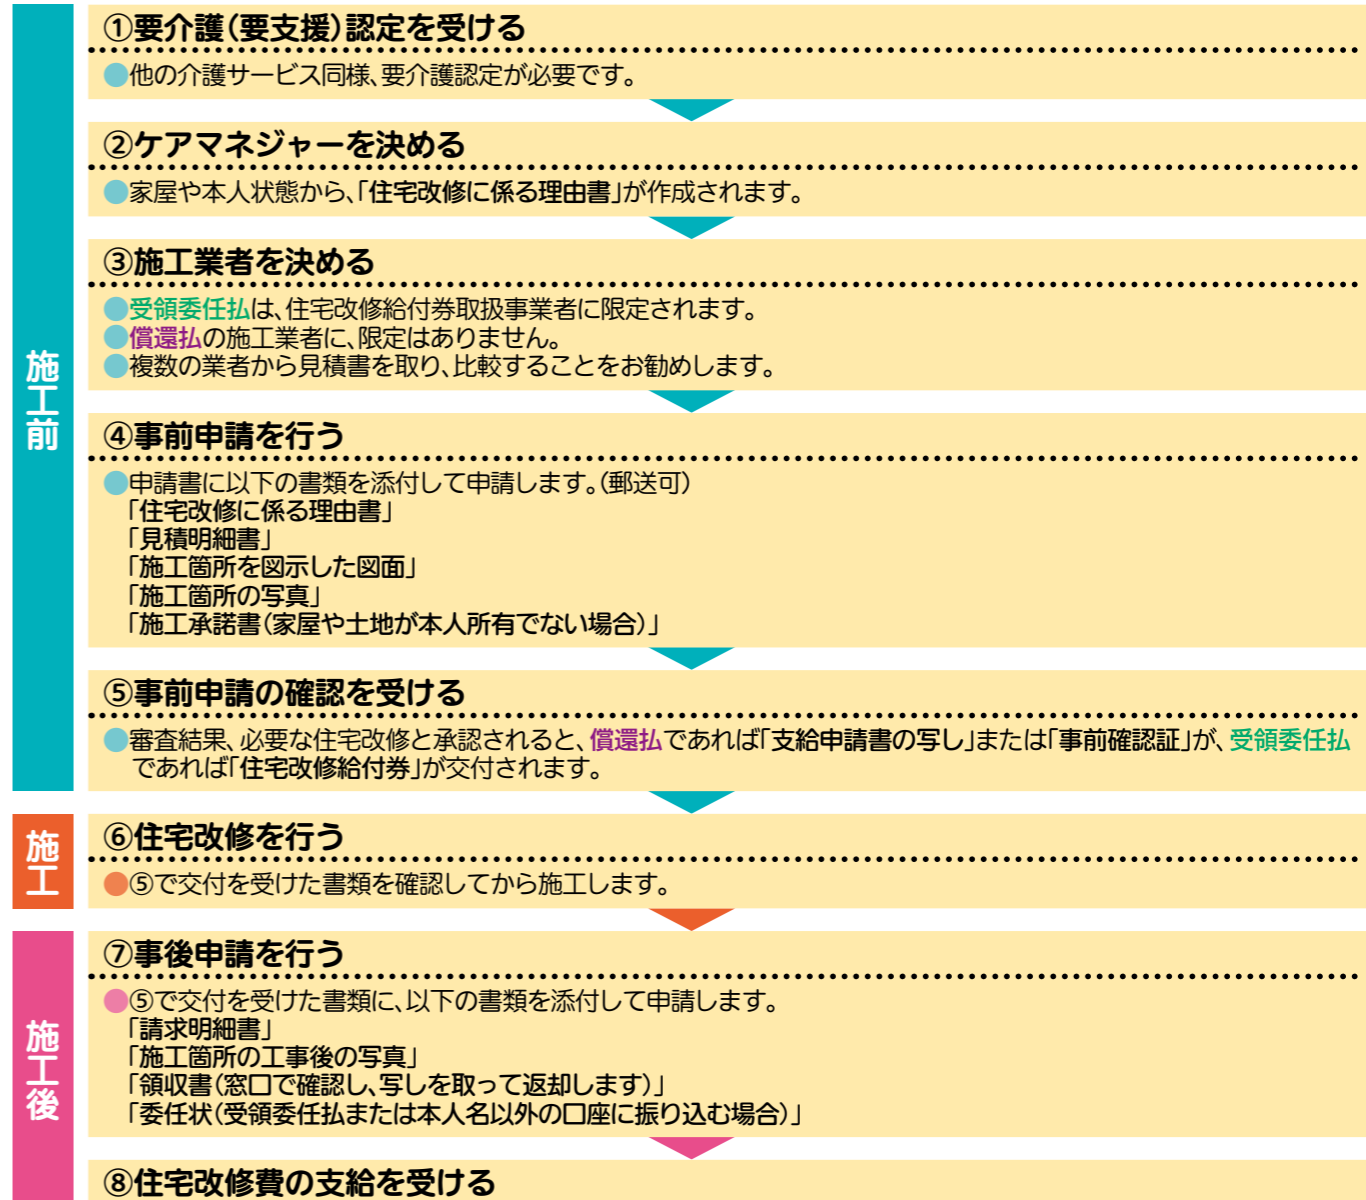 施工前
①要介護（要支援）認定を受ける
●他の介護サービス同様、要介護認定が必要です。
②ケアマネジャーを決める
●家屋や本人状態から、「住宅改修に係る理由書」が作成されます。
③施工業者を決める
●受領委任払は、住宅改修給付券取扱事業者に限定されます。
●償還払の施工業者に、限定はありません。
●複数の業者から見積書を取り、比較することをお勧めします。
④事前申請を行う
●申請書に以下の書類を添付して申請します。（郵送可）
「住宅改修に係る理由書」
「見積明細書」
「施工箇所を図示した図面」
「施工箇所の写真」
「施工承諾書（家屋や土地が本人所有でない場合）」
⑤事前申請の確認を受ける
●審査結果、必要な住宅改修と承認されると、償還払であれば「支給申請書の写し」または「事前確認証」が、受領委任払
であれば「住宅改修給付券」が交付されます。
施工
⑥住宅改修を行う
●⑤で交付を受けた書類を確認してから施工します。
施工後
⑦事後申請を行う
●⑤で交付を受けた書類に、以下の書類を添付して申請します。
「請求明細書」
「施工箇所の工事後の写真」
「領収書（窓口で確認し、写しを取って返却します）」
「委任状（受領委任払または本人名以外の口座に振り込む場合）」
⑧住宅改修費の支給を受ける